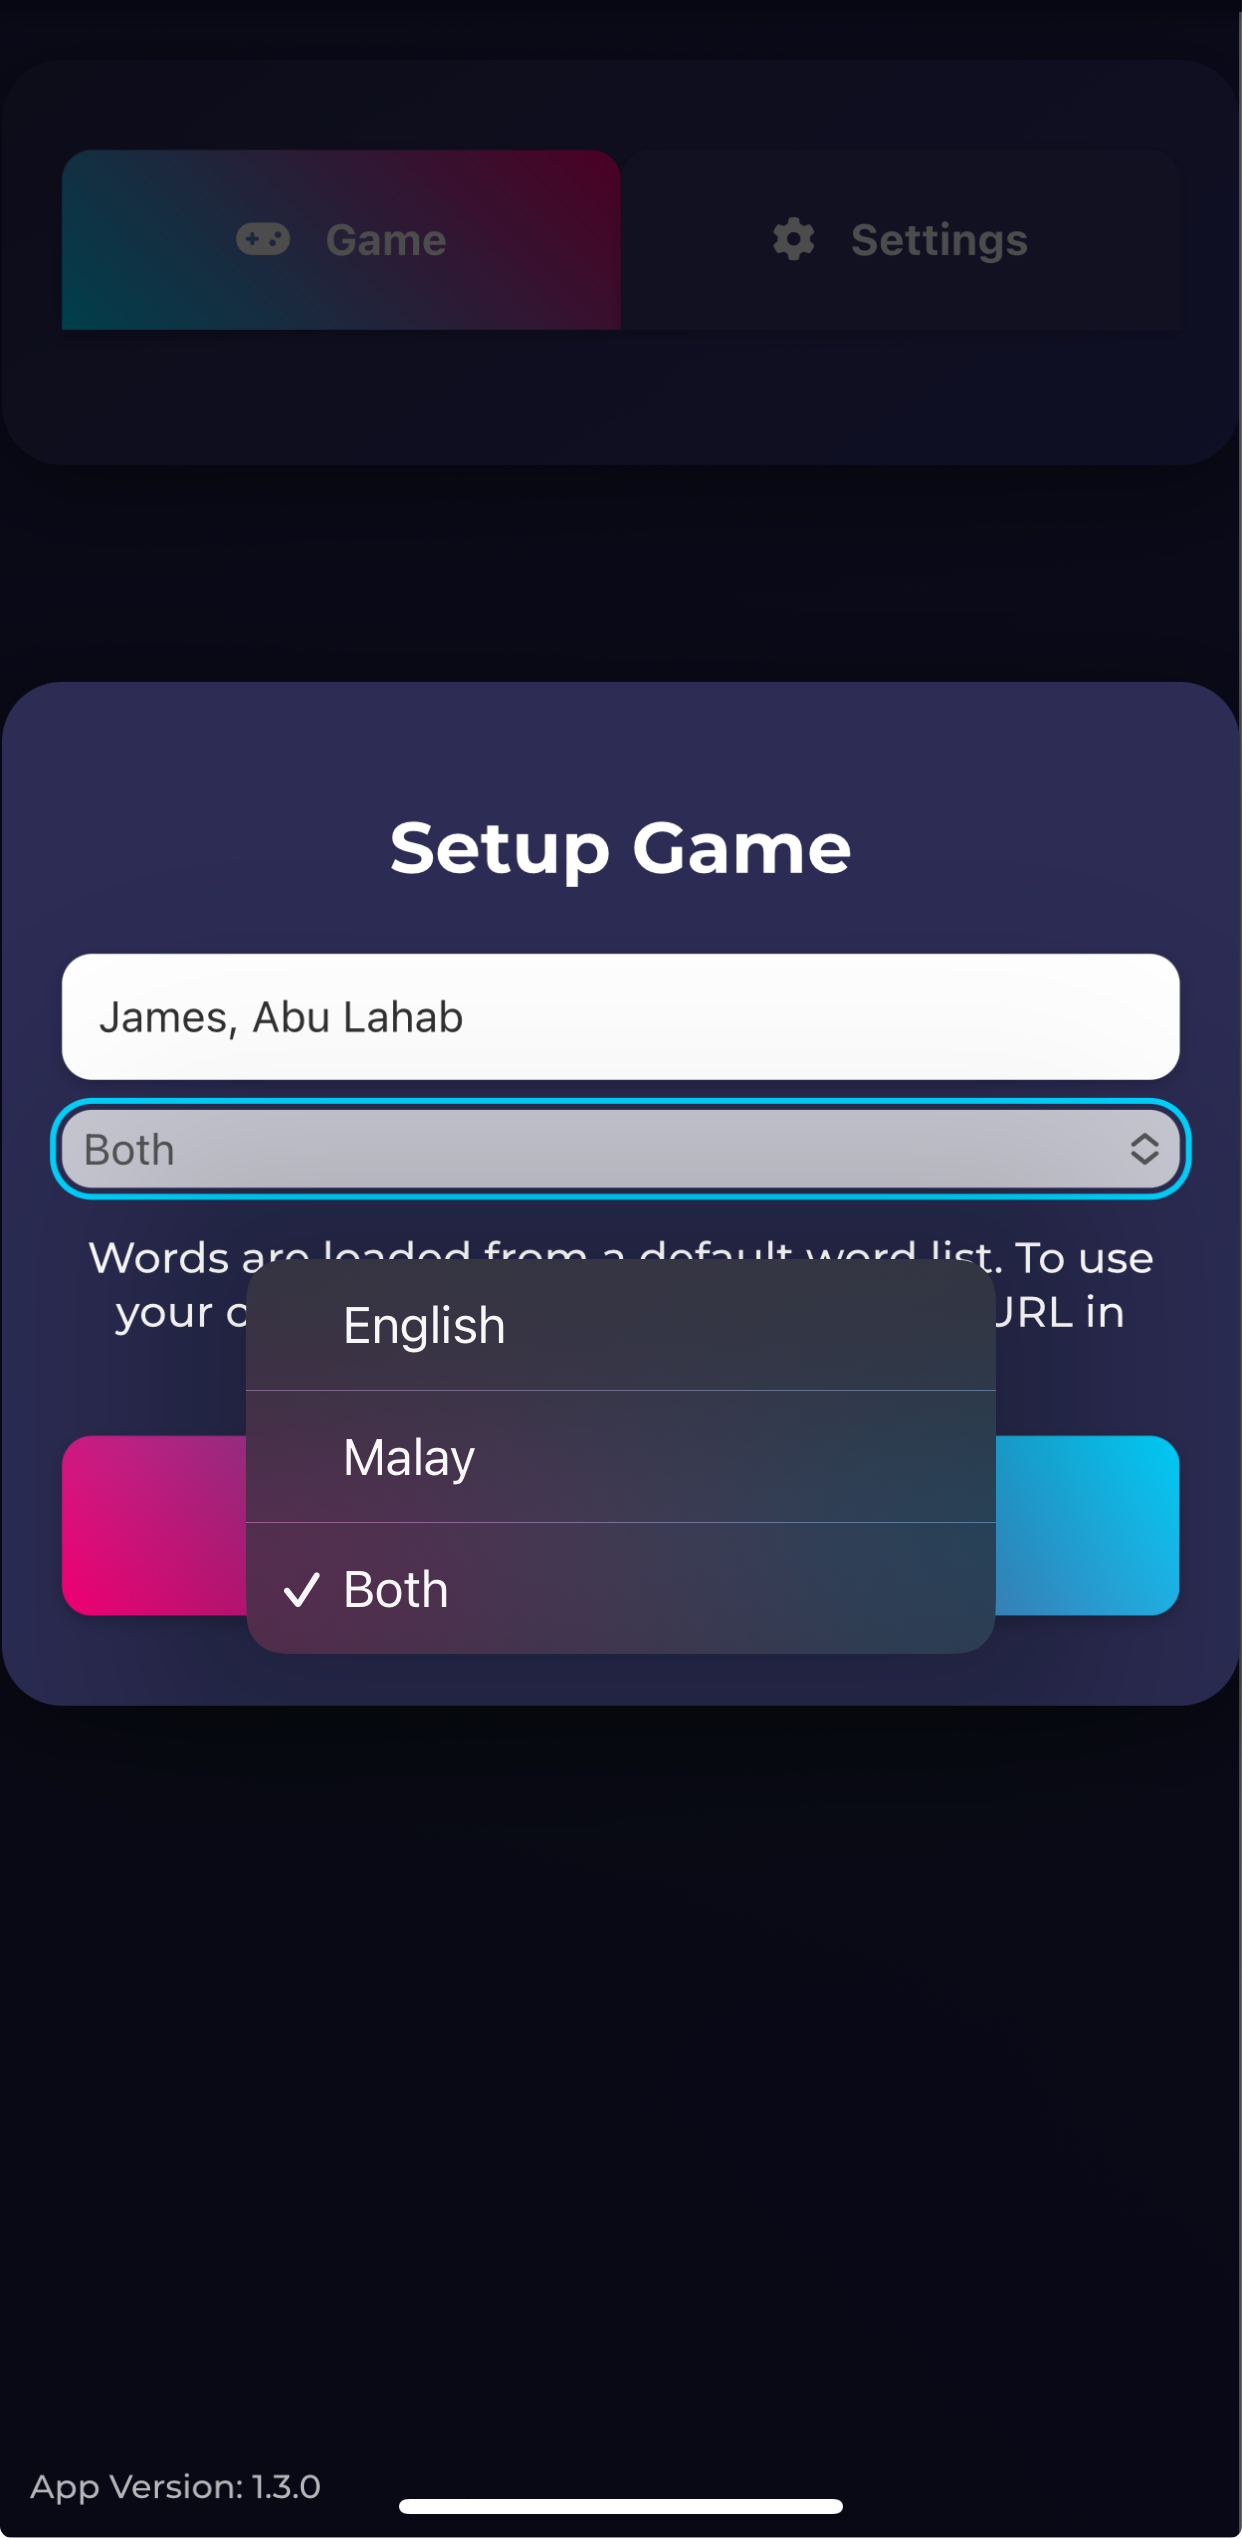 Game
Settings
Setup Game
James, Abu Lahab
Both
Words are loaded from a default word list. To use
your URL in
English
Malay
Both
App Version: 1.3.0